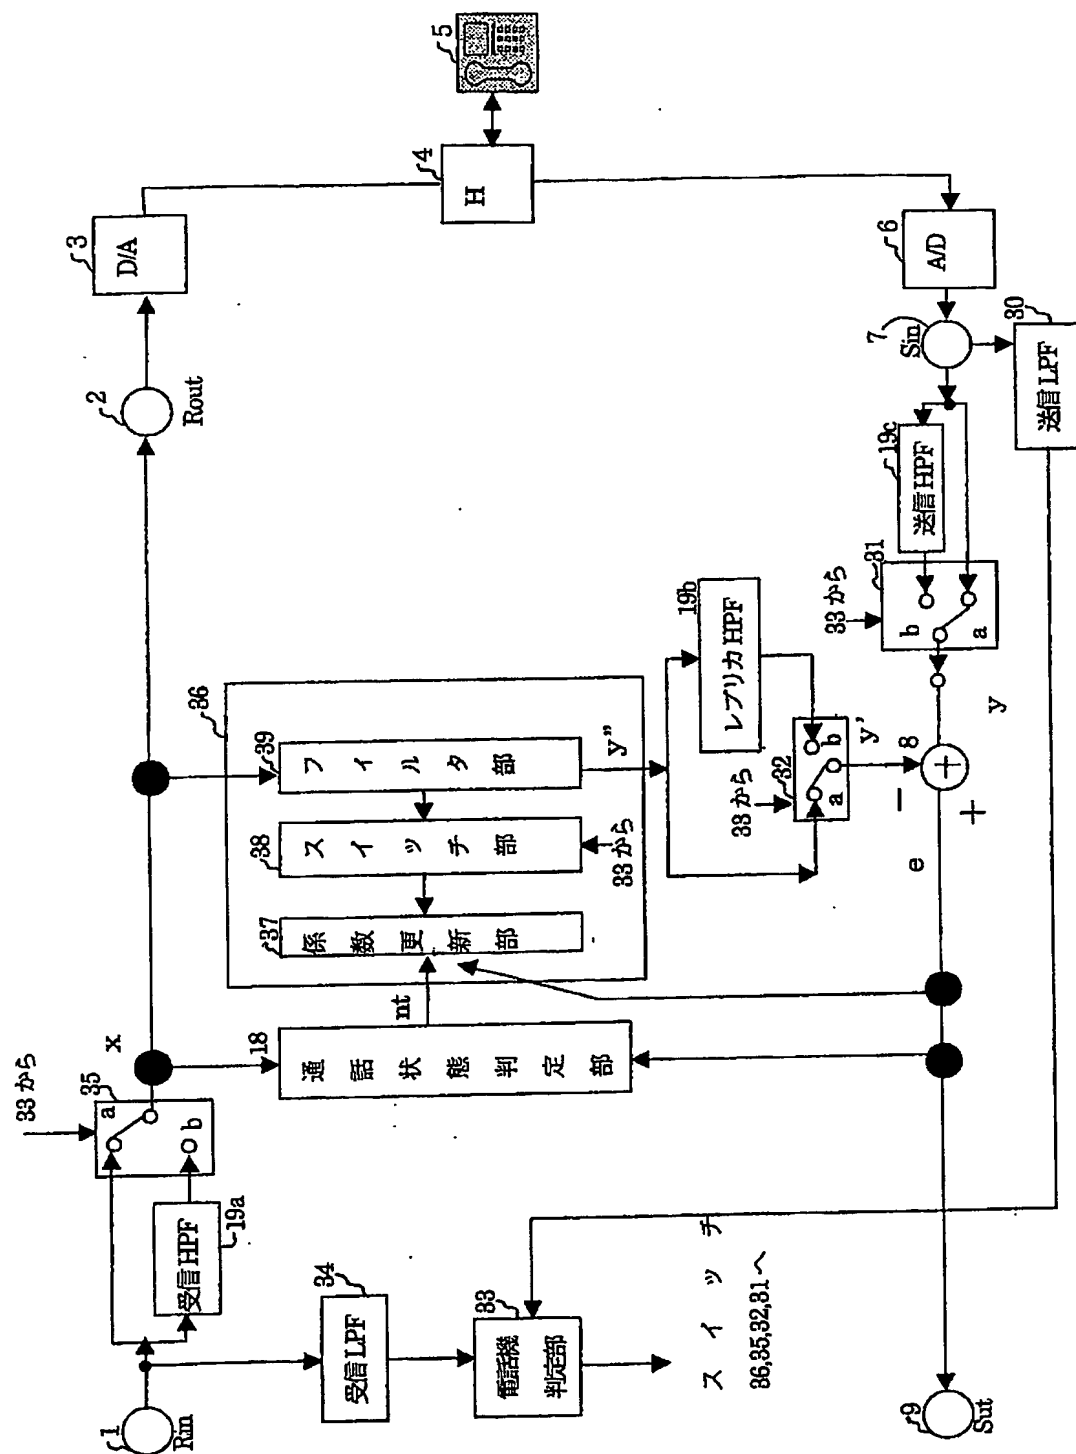 1
Rin
受信HPF
19a
33から
35
a
b
x
2
Rout
3
D/A
4
H
5
6
A/D
7
Sin
30
送信LPF
19c
送信HPF
31
33から
b
a
y
8
+
+
−
y'
33から
32
a
b
19b
レプリカHPF
y"
36
39
フィルタ部
38
スイッチ部
33から
37
係数更新部
nt
18
通話状態判定部
e
34
受信LPF
33
電話機
判定部
スイッチ
36,35,32,31へ
9
Sut